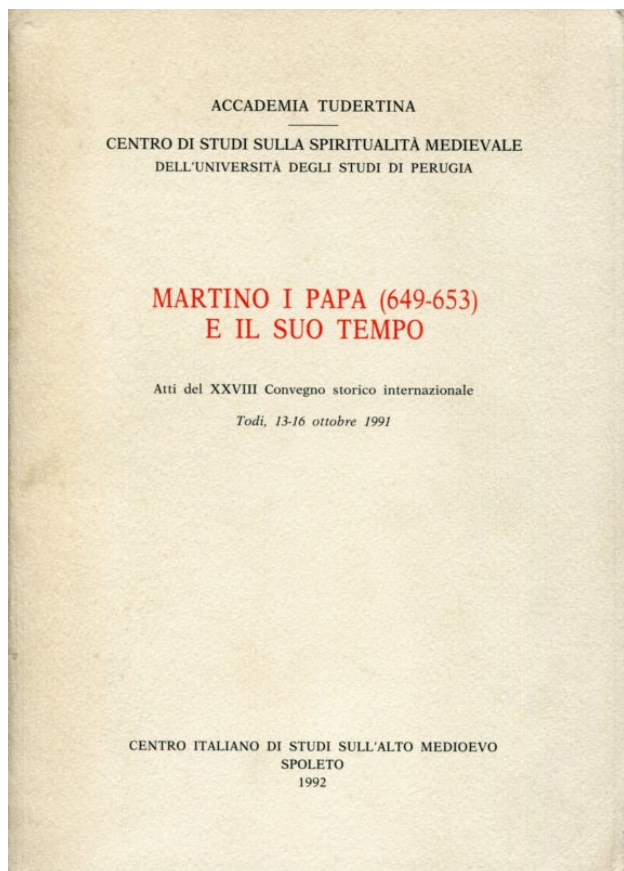 ACCADEMIA TUDERTINA
CENTRO DI STUDI SULLA SPIRITUALITÀ MEDIEVALE
DELL'UNIVERSITÀ DEGLI STUDI DI PERUGIA
MARTINO I PAPA (649-653)
E IL SUO TEMPO
Atti del XXVIII Convegno storico internazionale
Todi, 13-16 ottobre 1991
CENTRO ITALIANO DI STUDI SULL'ALTO MEDIOEVO
SPOLETO
1992